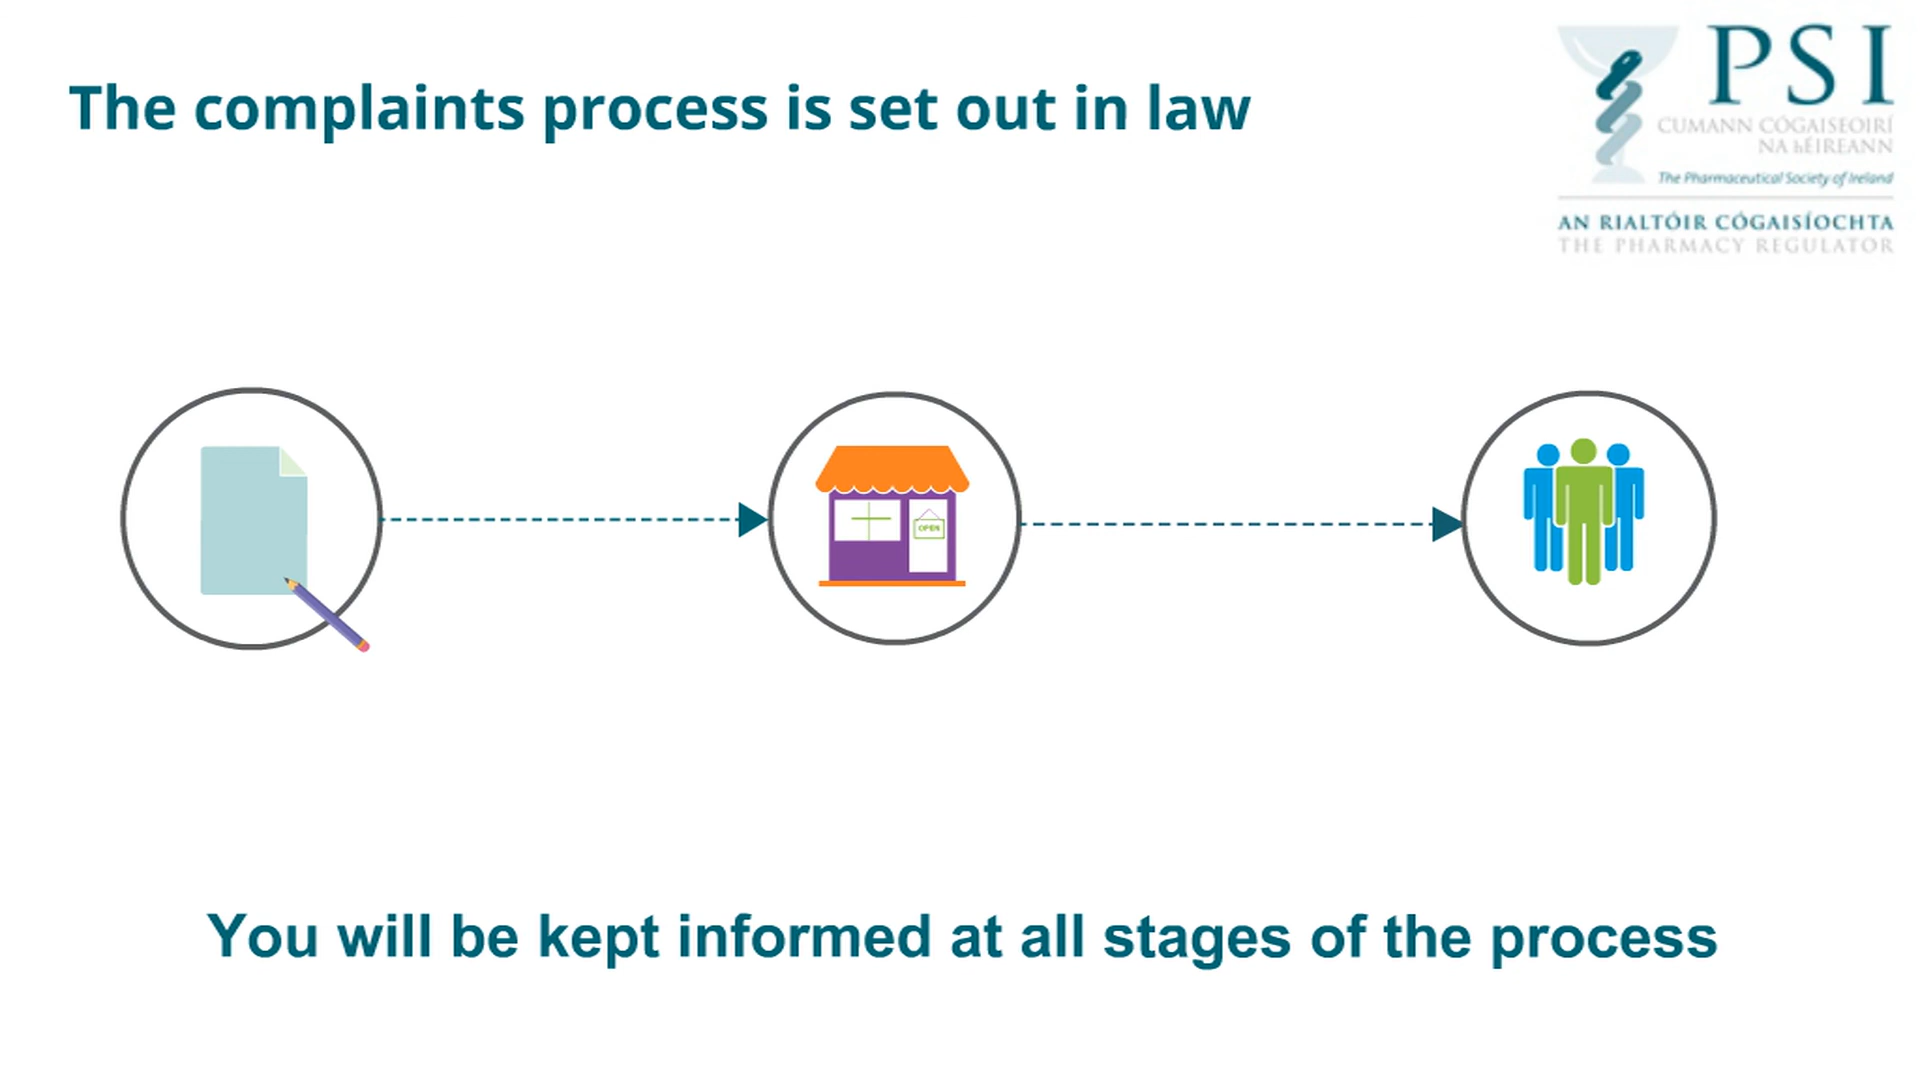 The complaints process is set out in law
PSI
CUMANN CÓGAISEOIRÍ
NA hÉIREANN
The Pharmaceutical Society of Ireland
AN RIALTÓIR CÓGAISÍOCHTA
THE PHARMACY REGULATOR
OPEN
You will be kept informed at all stages of the process